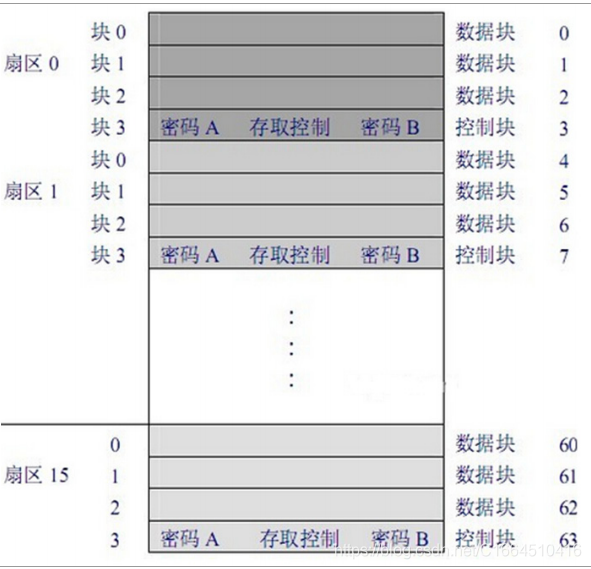 块 0 数据块 0
扇区 0 块 1 数据块 1
块 2 数据块 2
块 3 密码 A 存取控制 密码 B 控制块 3
块 0 数据块 4
扇区 1 块 1 数据块 5
块 2 数据块 6
块 3 密码 A 存取控制 密码 B 控制块 7
:
:
:
0 数据块 60
扇区 15 1 数据块 61
2 数据块 62
3 密码 A 存取控制 密码 B 控制块 63
https://blog.csdn.net/C1664510416